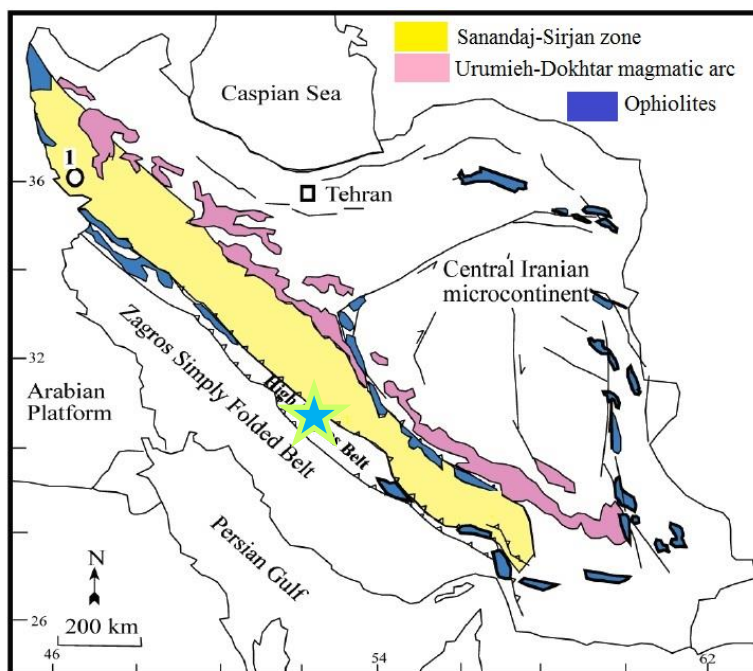 Sanandaj-Sirjan zone
Urumieh-Dokhtar magmatic arc
Ophiolites
Caspian Sea
1
36
Tehran
Central Iranian
microcontinent
32
Arabian
Platform
Zagros Simply Folded Belt
High
Belt
Persian Gulf
N
26
200 km
46
54
62